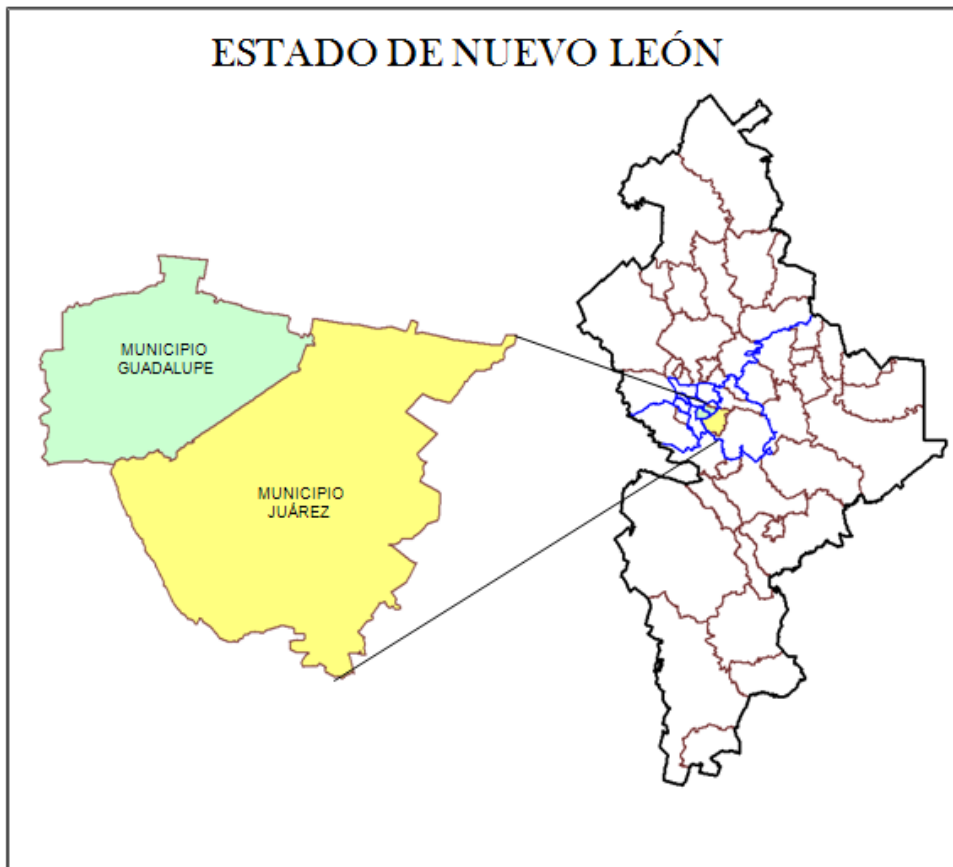 ESTADO DE NUEVO LEÓN
MUNICIPIO
GUADALUPE
MUNICIPIO
JUÁREZ